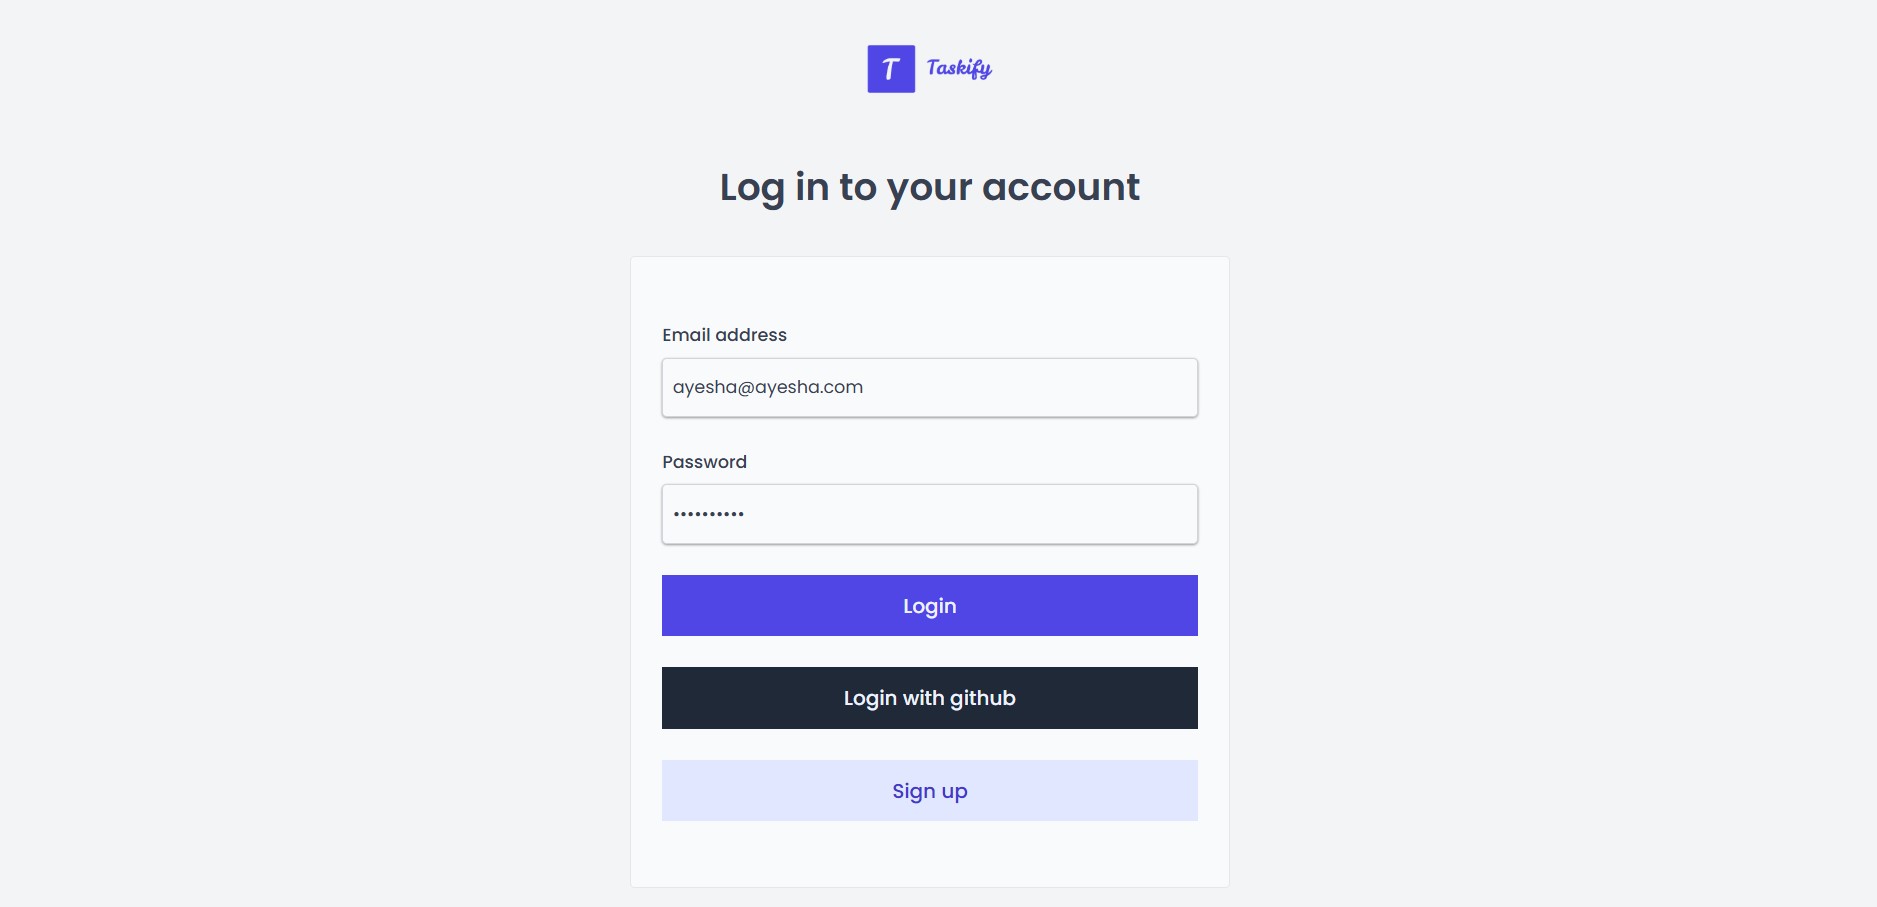 T Taskify
Log in to your account
Email address
ayesha@ayesha.com
Password
••••••••••
Login
Login with github
Sign up